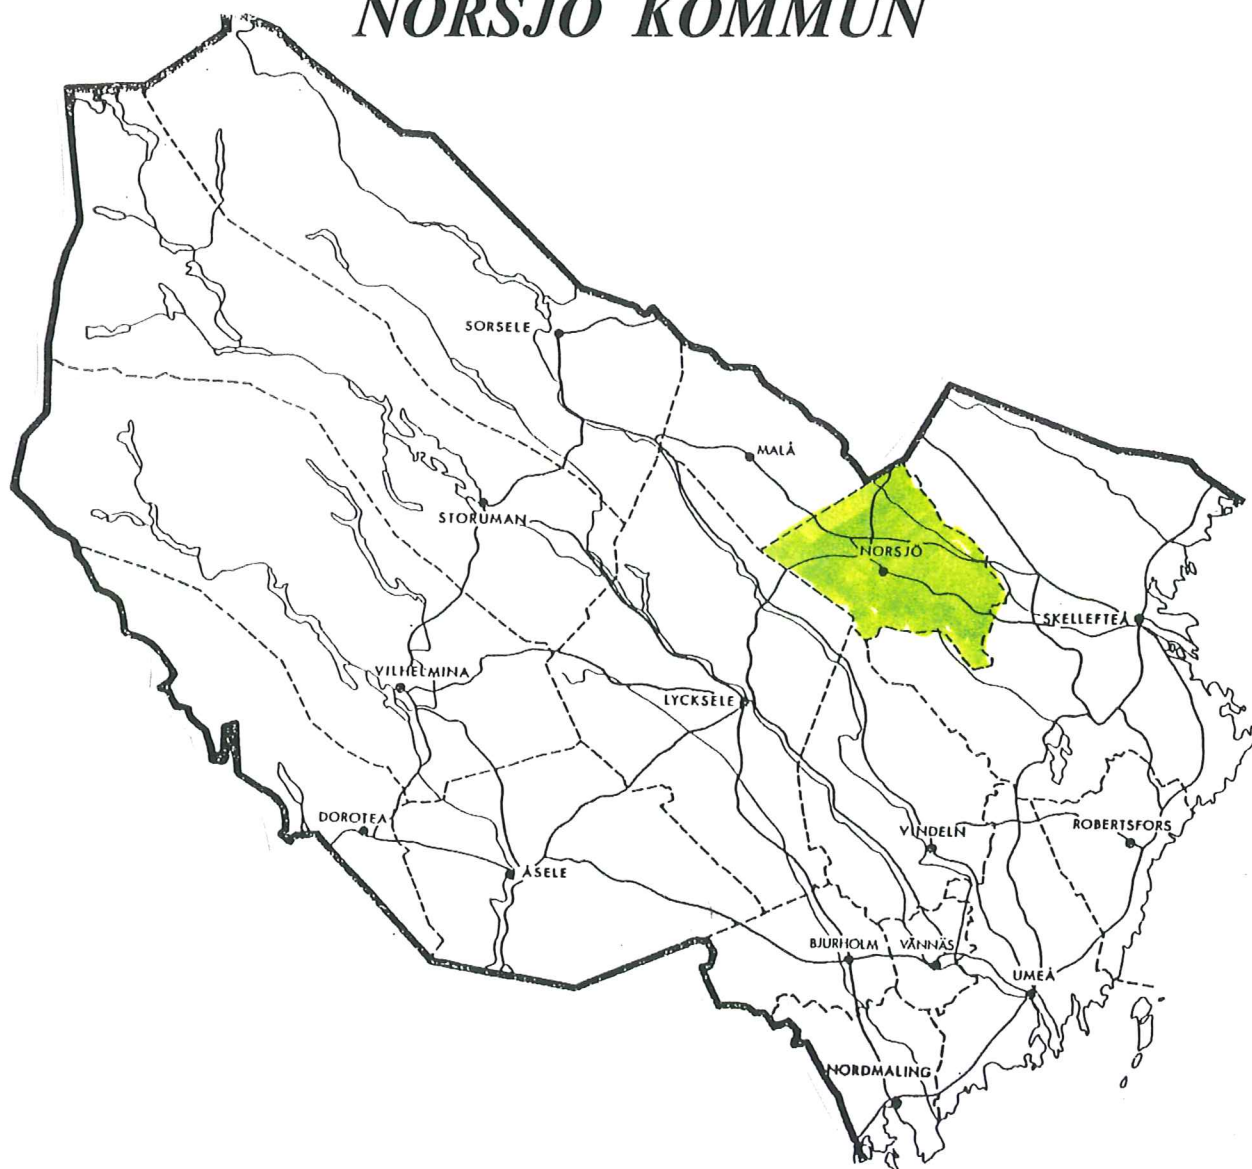 NORSJÖ KOMMUN
SORSELE
MALÅ
STORUMAN
NORSJÖ
SKELLEFTEÅ
VILHELMINA
LYCKSELE
DOROTEA
VINDELN
ROBERTSFORS
ÅSELE
BJURHOLM
VÄNNÄS
UMEÅ
NORDMALING